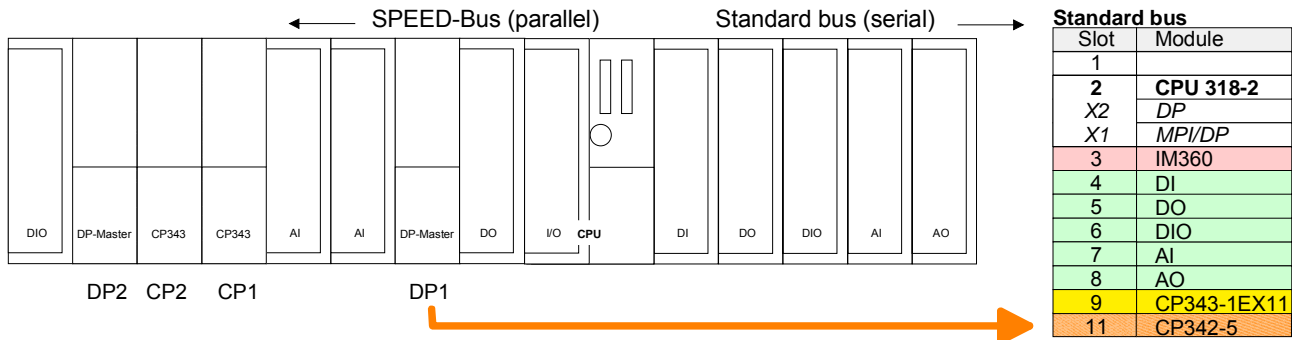 SPEED-Bus (parallel) Standard bus (serial)
DIO DP-Master CP343 CP343 AI AI DP-Master DO I/O CPU DI DO DIO AI AO
DP2 CP2 CP1 DP1
Standard bus
Slot Module
1
2 CPU 318-2
X2 DP
X1 MPI/DP
3 IM360
4 DI
5 DO
6 DIO
7 AI
8 AO
9 CP343-1EX11
11 CP342-5